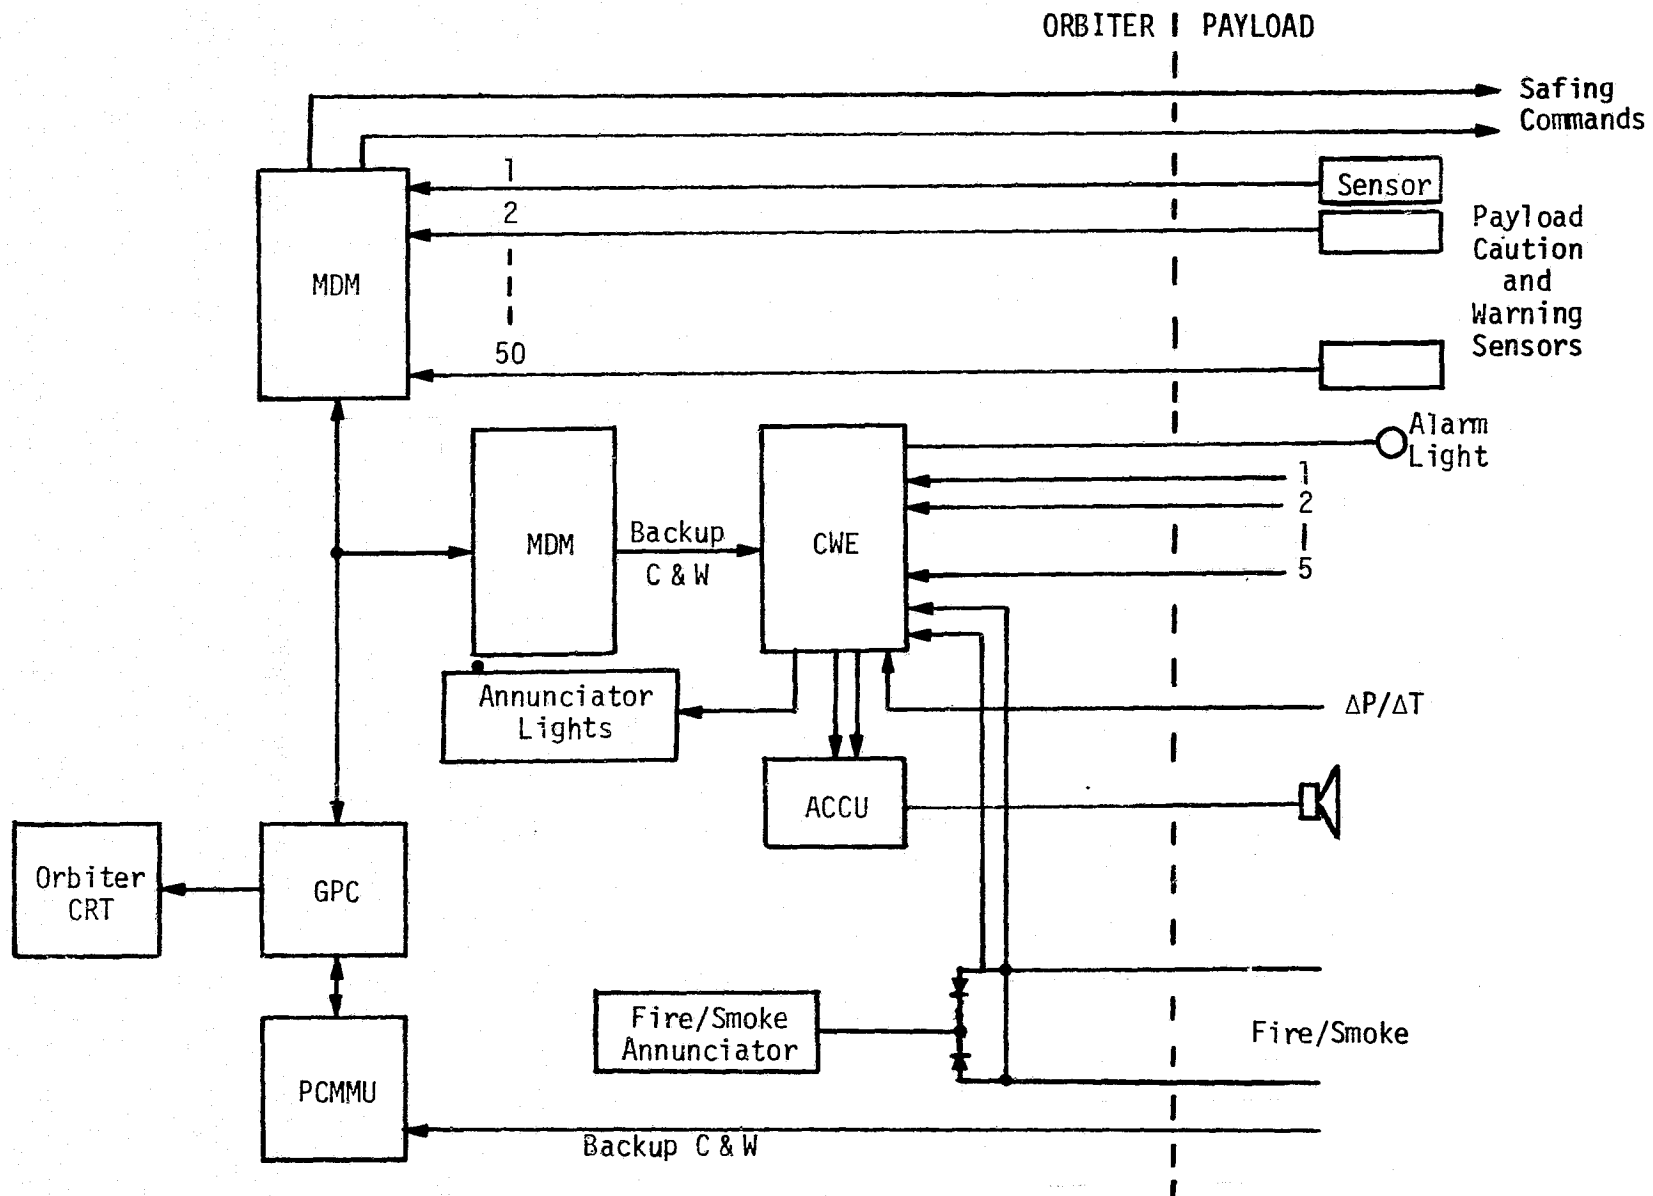 ORBITER PAYLOAD
Safing
Commands
1
Sensor
2
Payload
Caution
and
Warning
Sensors
MDM
50
Alarm
Light
1
2
5
MDM
Backup
C & W
CWE
Annunciator
Lights
ΔP/ΔT
ACCU
Orbiter
CRT
GPC
Fire/Smoke
Annunciator
Fire/Smoke
PCMMU
Backup C & W